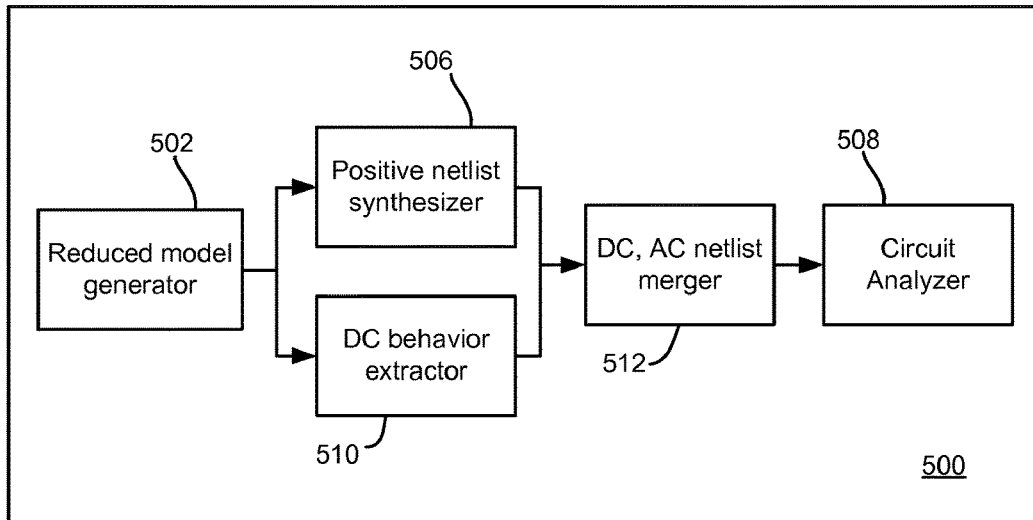 506
502
Positive netlist
synthesizer
508
Reduced model
generator
DC, AC netlist
merger
Circuit
Analyzer
DC behavior
extractor
512
510
500